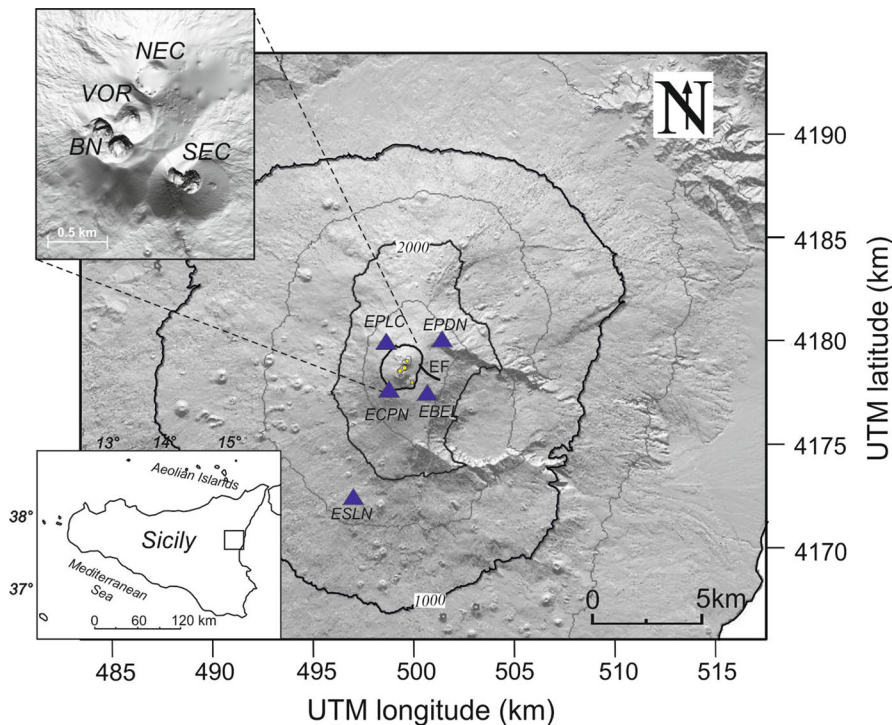 NEC
VOR
BN
SEC
0.5 km
N
2000
EPLC
EPDN
EF
ECPN
EBEL
ESLN
1000
0 5km
4190
4185
4180
4175
4170
UTM latitude (km)
13° 14° 15°
Aeolian Islands
38°
Sicily
37°
Mediterranean
Sea
0 60 120 km
485 490 495 500 505 510 515
UTM longitude (km)